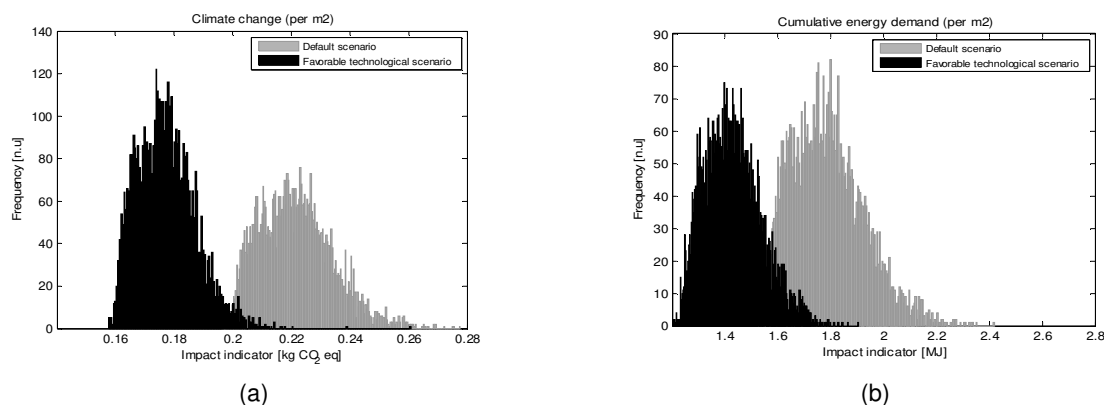 Climate change (per m2)
140
120
100
80
60
40
20
0
Frequency [n.u]
Default scenario
Favorable technological scenario
0.16 0.18 0.2 0.22 0.24 0.26 0.28
Impact indicator [kg CO2 eq]
(a)
Cumulative energy demand (per m2)
90
80
70
60
50
40
30
20
10
0
Frequency [n.u]
Default scenario
Favorable technological scenario
1.4 1.6 1.8 2 2.2 2.4 2.6 2.8
Impact indicator [MJ]
(b)